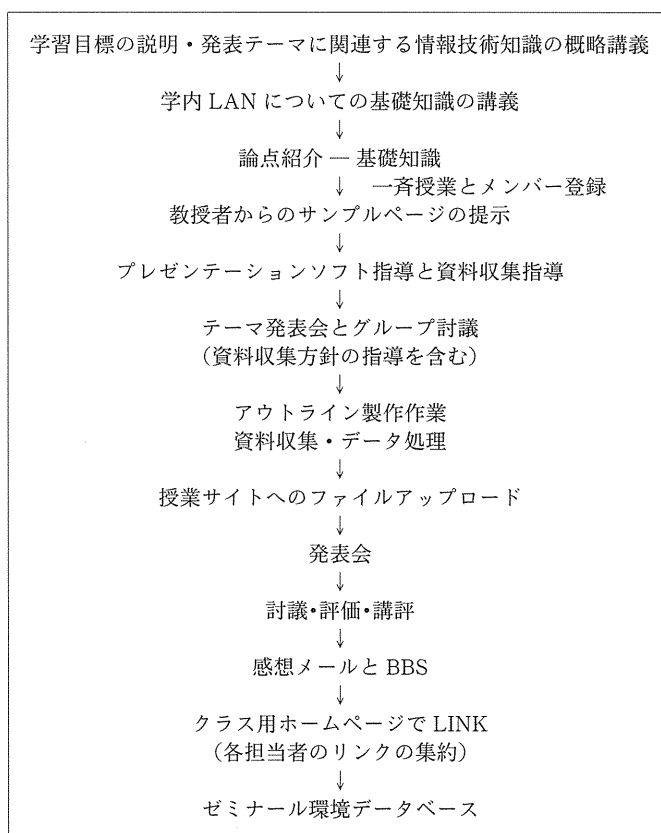 学習目標の説明・発表テーマに関連する情報技術知識の概略講義
↓
学内 LAN についての基礎知識の講義
↓
論点紹介 ― 基礎知識
↓ 一斉授業とメンバー登録
教授者からのサンプルページの提示
↓
プレゼンテーションソフト指導と資料収集指導
↓
テーマ発表会とグループ討議
(資料収集方針の指導を含む)
↓
アウトライン製作作業
資料収集・データ処理
↓
授業サイトへのファイルアップロード
↓
発表会
↓
討議・評価・講評
↓
感想メールと BBS
↓
クラス用ホームページで LINK
(各担当者のリンクの集約)
↓
ゼミナール環境データベース